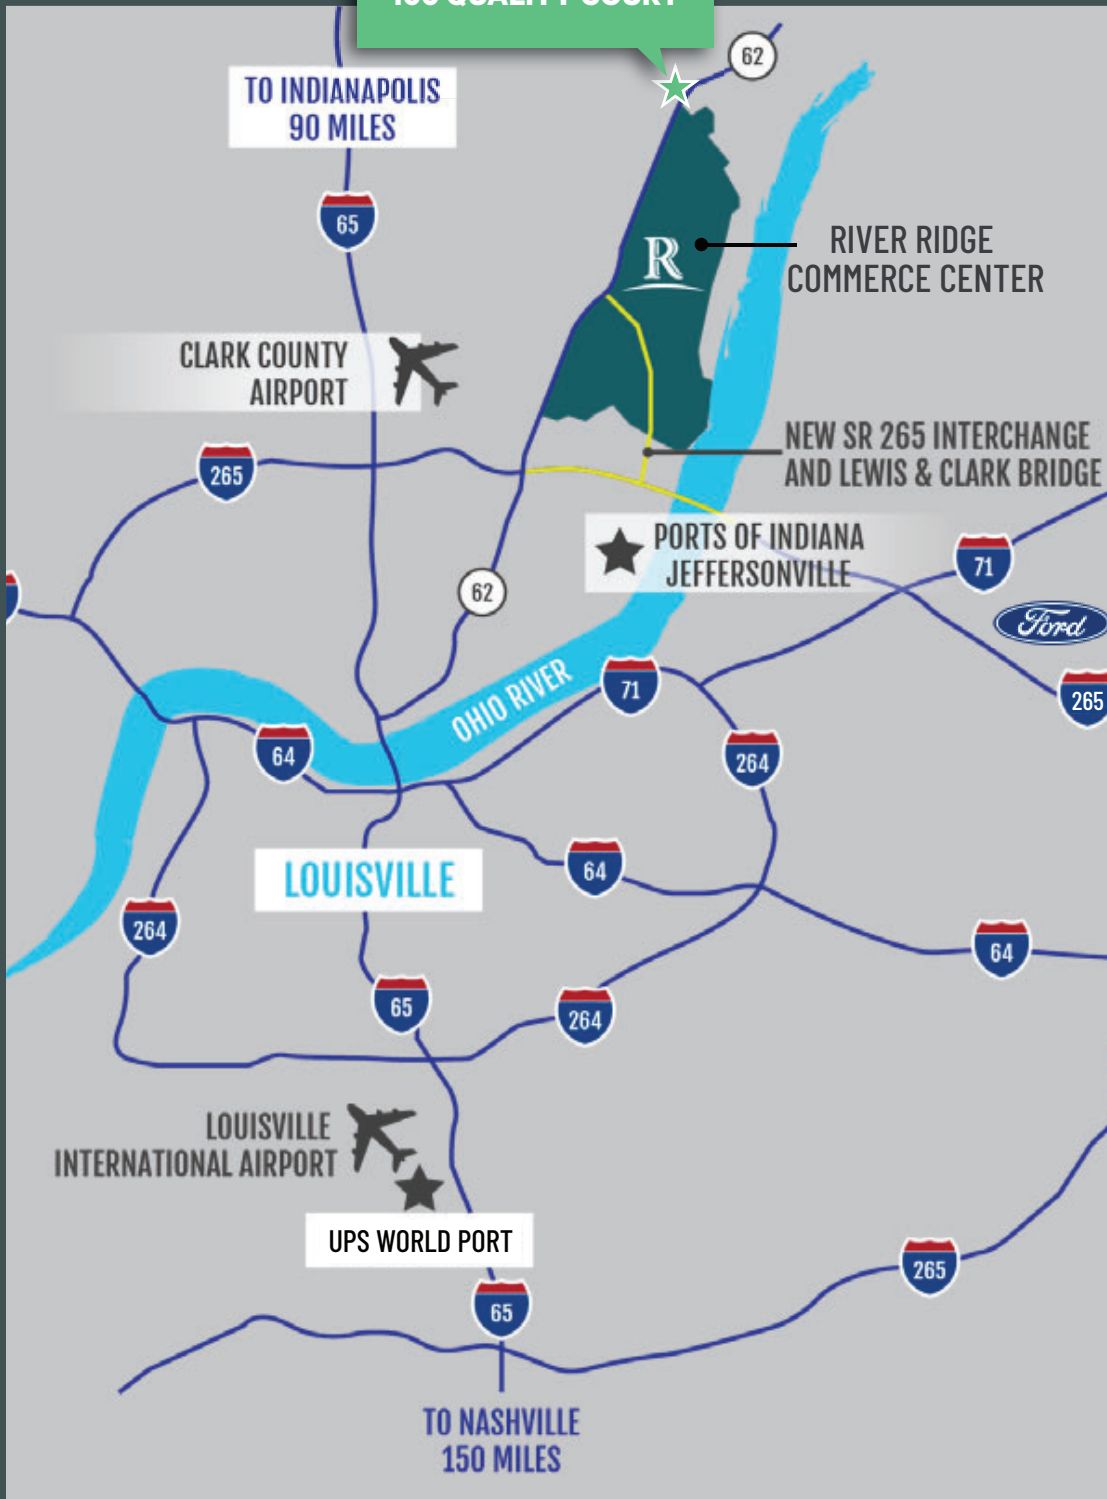 QUALITY COURT
62
TO INDIANAPOLIS
90 MILES
65
R
RIVER RIDGE
COMMERCE CENTER
CLARK COUNTY
AIRPORT
NEW SR 265 INTERCHANGE
AND LEWIS & CLARK BRIDGE
265
PORTS OF INDIANA
JEFFERSONVILLE
71
62
Ford
OHIO RIVER
71
265
64
264
LOUISVILLE
64
264
64
65
264
LOUISVILLE
INTERNATIONAL AIRPORT
UPS WORLD PORT
265
65
TO NASHVILLE
150 MILES